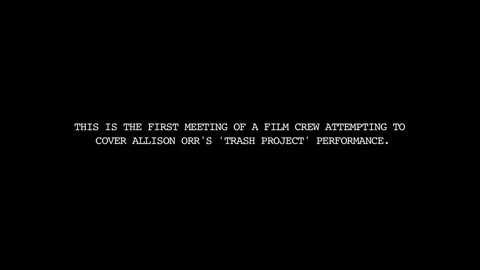 THIS IS THE FIRST MEETING OF A FILM CREW ATTEMPTING TO
COVER ALLISON ORR'S 'TRASH PROJECT' PERFORMANCE.